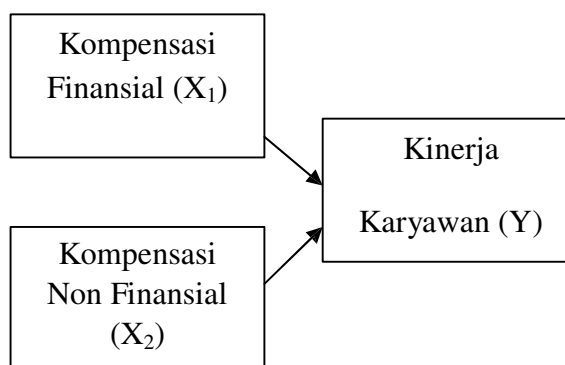 Kompensasi
Finansial (X₁)
Kinerja
Karyawan (Y)
Kompensasi
Non Finansial
(X₂)